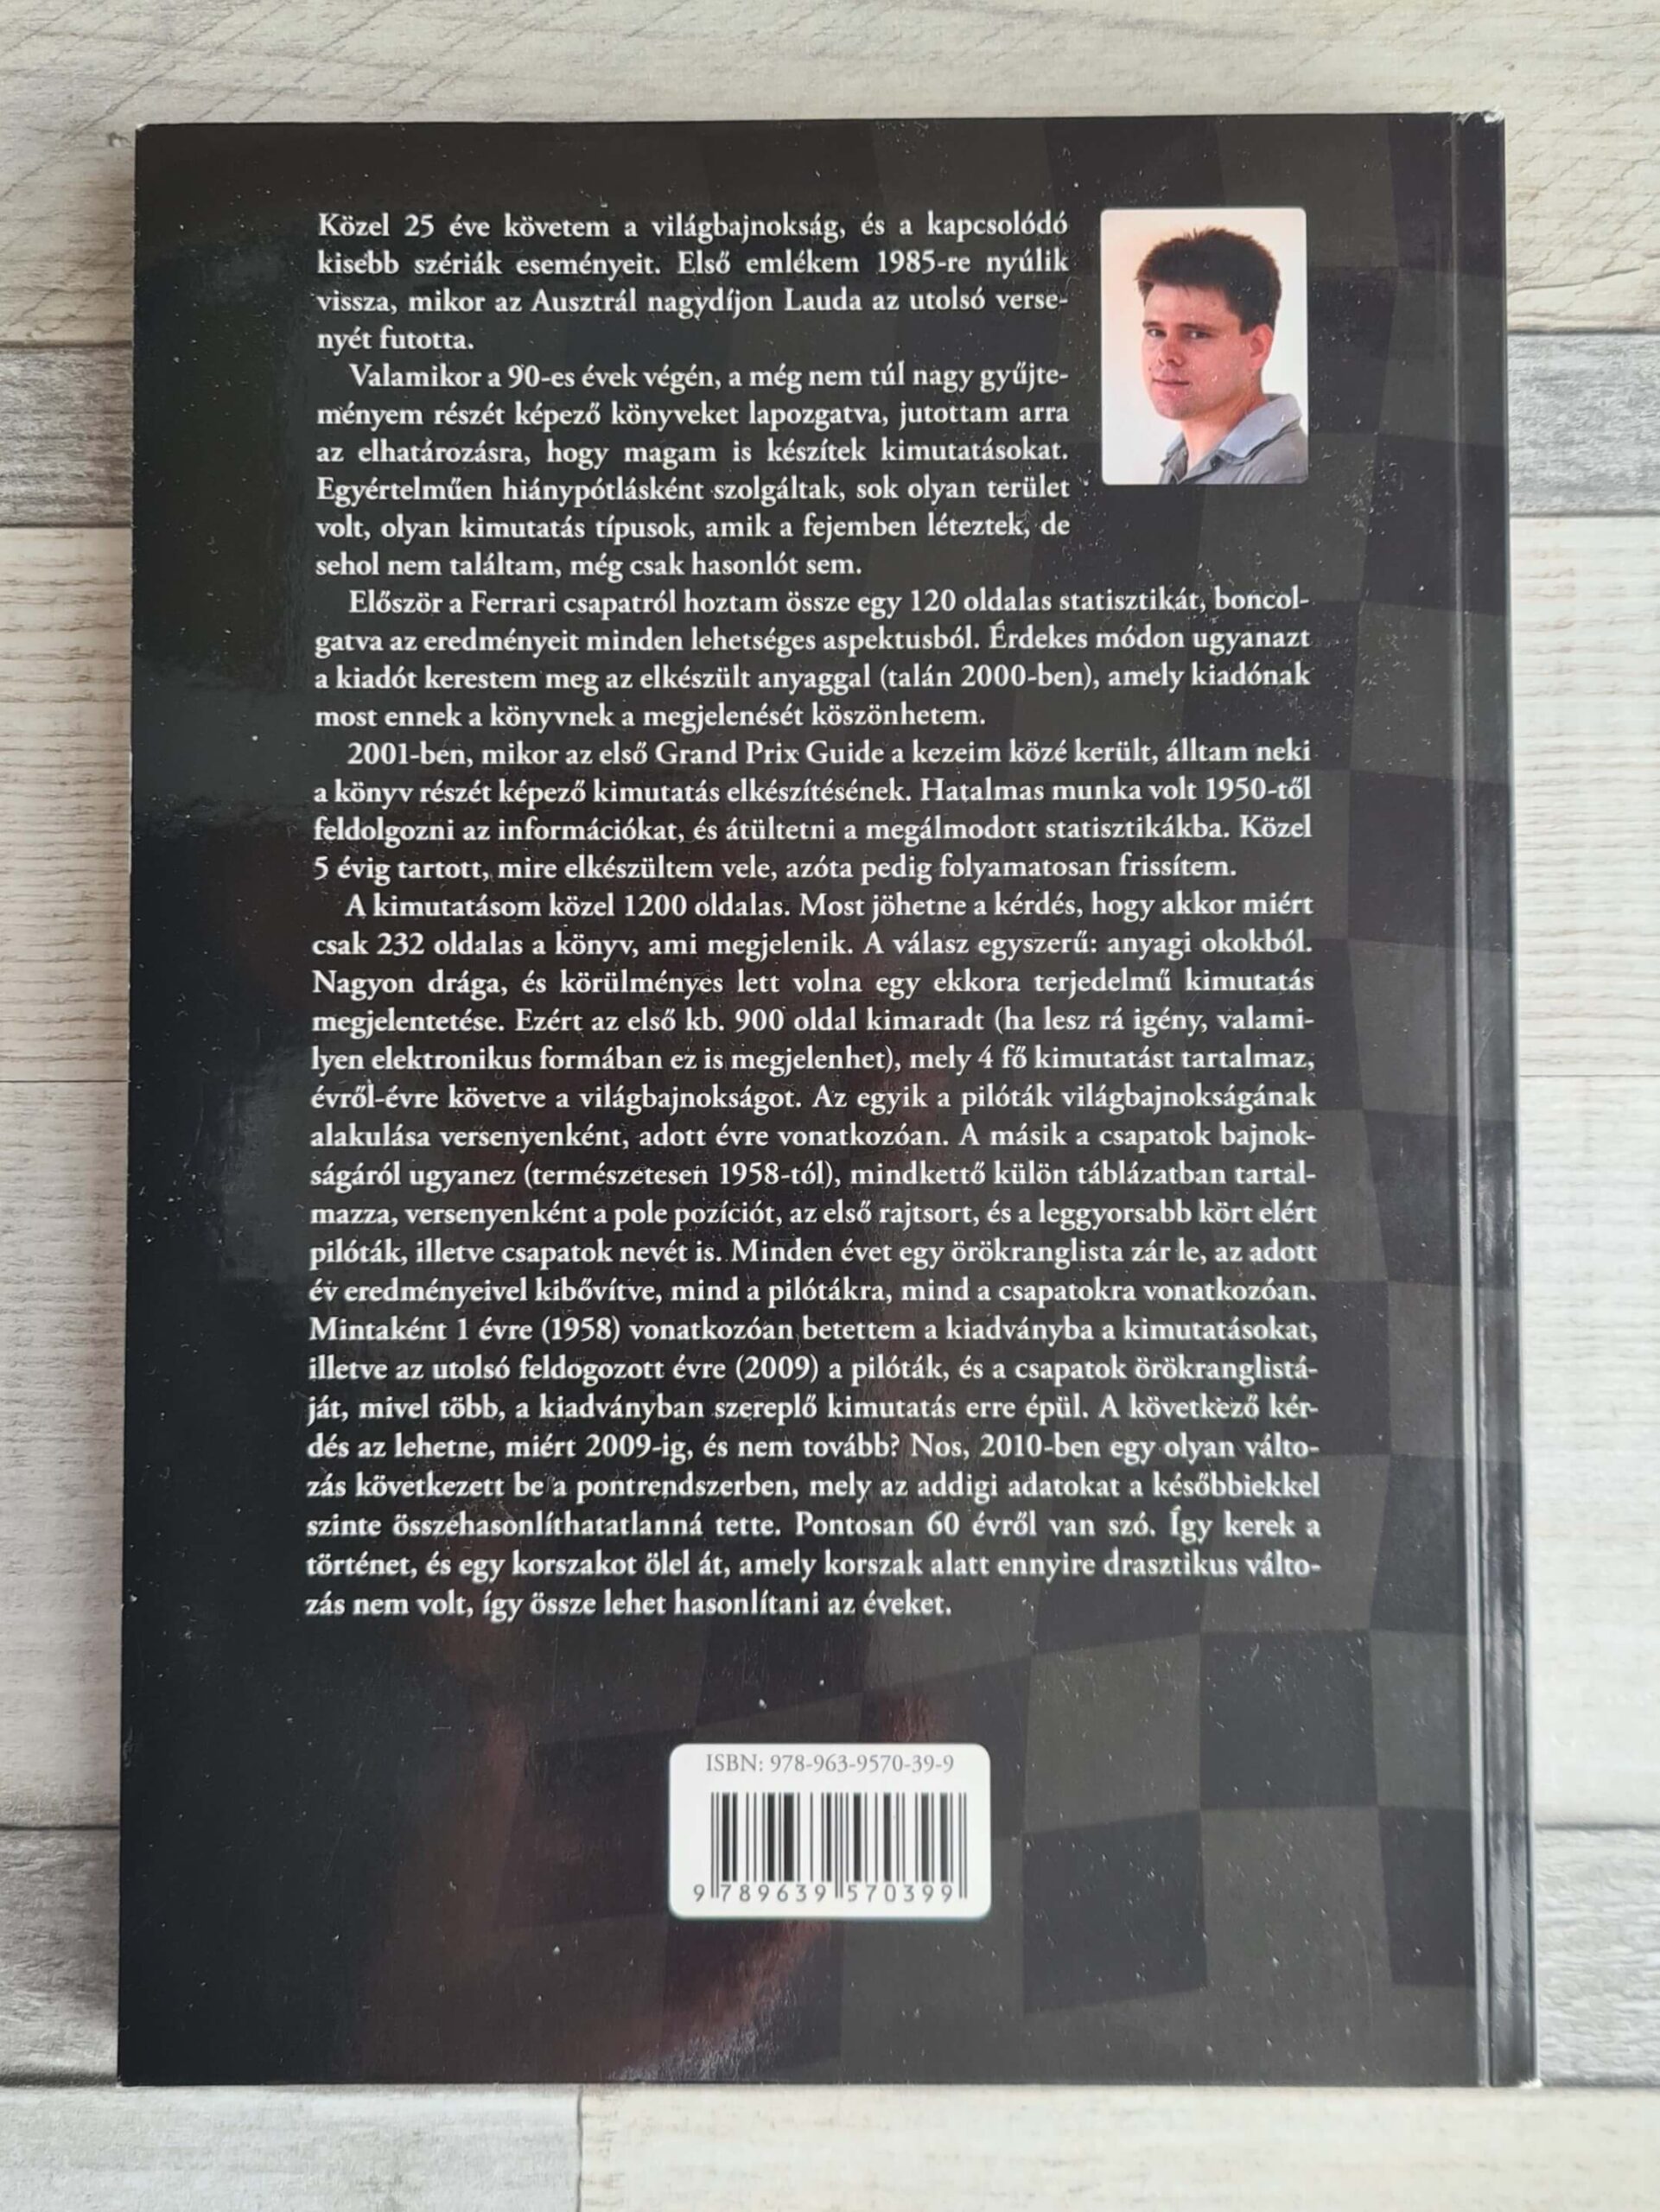 Közel 25 éve követem a világbajnokság, és a kapcsolódó
kisebb szériák eseményeit. Első emlékem 1985-re nyúlik
vissza, mikor az Ausztrál nagydíjon Lauda az utolsó verse-
nyét futotta.
Valamikor a 90-es évek végén, a még nem túl nagy gyűjte-
ményem részét képező könyveket lapozgatva, jutottam arra
az elhatározásra, hogy magam is készítek kimutatásokat.
Egyértelműen hiánypótlásként szolgáltak, sok olyan terület
volt, olyan kimutatás típusok, amik a fejemben léteztek, de
sehol nem találtam, még csak hasonlót sem.
Először a Ferrari csapatról hoztam össze egy 120 oldalas statisztikát, boncol-
gatva az eredményeit minden lehetséges aspektusból. Érdekes módon ugyanazt
a kiadót kerestem meg az elkészült anyaggal (talán 2000-ben), amely kiadónak
most ennek a könyvnek a megjelenését köszönhetem.
2001-ben, mikor az első Grand Prix Guide a kezeim közé került, álltam neki
a könyv részét képező kimutatás elkészítésének. Hatalmas munka volt 1950-től
feldolgozni az információkat, és átültetni a megálmodott statisztikákba. Közel
5 évig tartott, mire elkészültem vele, azóta pedig folyamatosan frissítem.
A kimutatásom közel 1200 oldalas. Most jöhetne a kérdés, hogy akkor miért
csak 232 oldalas a könyv, ami megjelenik. A válasz egyszerű: anyagi okokból.
Nagyon drága, és körülményes lett volna egy ekkora terjedelmű kimutatás
megjelentetése. Ezért az első kb. 900 oldal kimaradt (ha lesz rá igény, valami-
lyen elektronikus formában ez is megjelenhet), mely 4 fő kimutatást tartalmaz,
évről-évre követve a világbajnokságot. Az egyik a pilóták világbajnokságának
alakulása versenyenként, adott évre vonatkozóan. A másik a csapatok bajnok-
ságáról ugyanez (természetesen 1958-tól), mindkettő külön táblázatban tartal-
mazza, versenyenként a pole pozíciót, az első rajtsort, és a leggyorsabb kört elért
pilóták, illetve csapatok nevét is. Minden évet egy örökranglista zár le, az adott
év eredményeivel kibővítve, mind a pilótákra, mind a csapatokra vonatkozóan.
Mintaként 1 évre (1958) vonatkozóan betettem a kiadványba a kimutatásokat,
illetve az utolsó feldogozott évre (2009) a pilóták, és a csapatok örökranglistá-
ját, mivel több, a kiadványban szereplő kimutatás erre épül. A következő kér-
dés az lehetne, miért 2009-ig, és nem tovább? Nos, 2010-ben egy olyan válto-
zás következett be a pontrendszerben, mely az addigi adatokat a későbbiekkel
szinte összehasonlíthatatlanná tette. Pontosan 60 évről van szó. Így kerek a
történet, és egy korszakot ölel át, amely korszak alatt ennyire drasztikus válto-
zás nem volt, így össze lehet hasonlítani az éveket.
ISBN: 978-963-9570-39-9
9 789639 570399